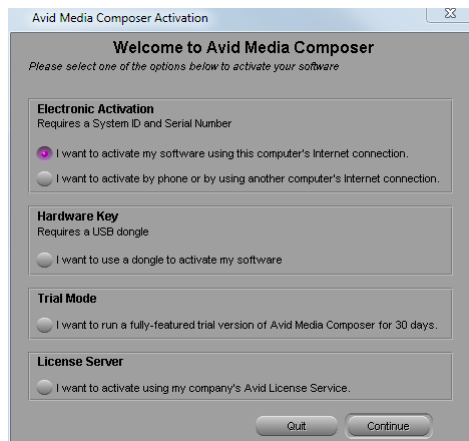 Avid Media Composer Activation
Welcome to Avid Media Composer
Please select one of the options below to activate your software
Electronic Activation
Requires a System ID and Serial Number
I want to activate my software using this computer's Internet connection.
I want to activate by phone or by using another computer's Internet connection.
Hardware Key
Requires a USB dongle
I want to use a dongle to activate my software
Trial Mode
I want to run a fully-featured trial version of Avid Media Composer for 30 days.
License Server
I want to activate using my company's Avid License Service.
Quit
Continue